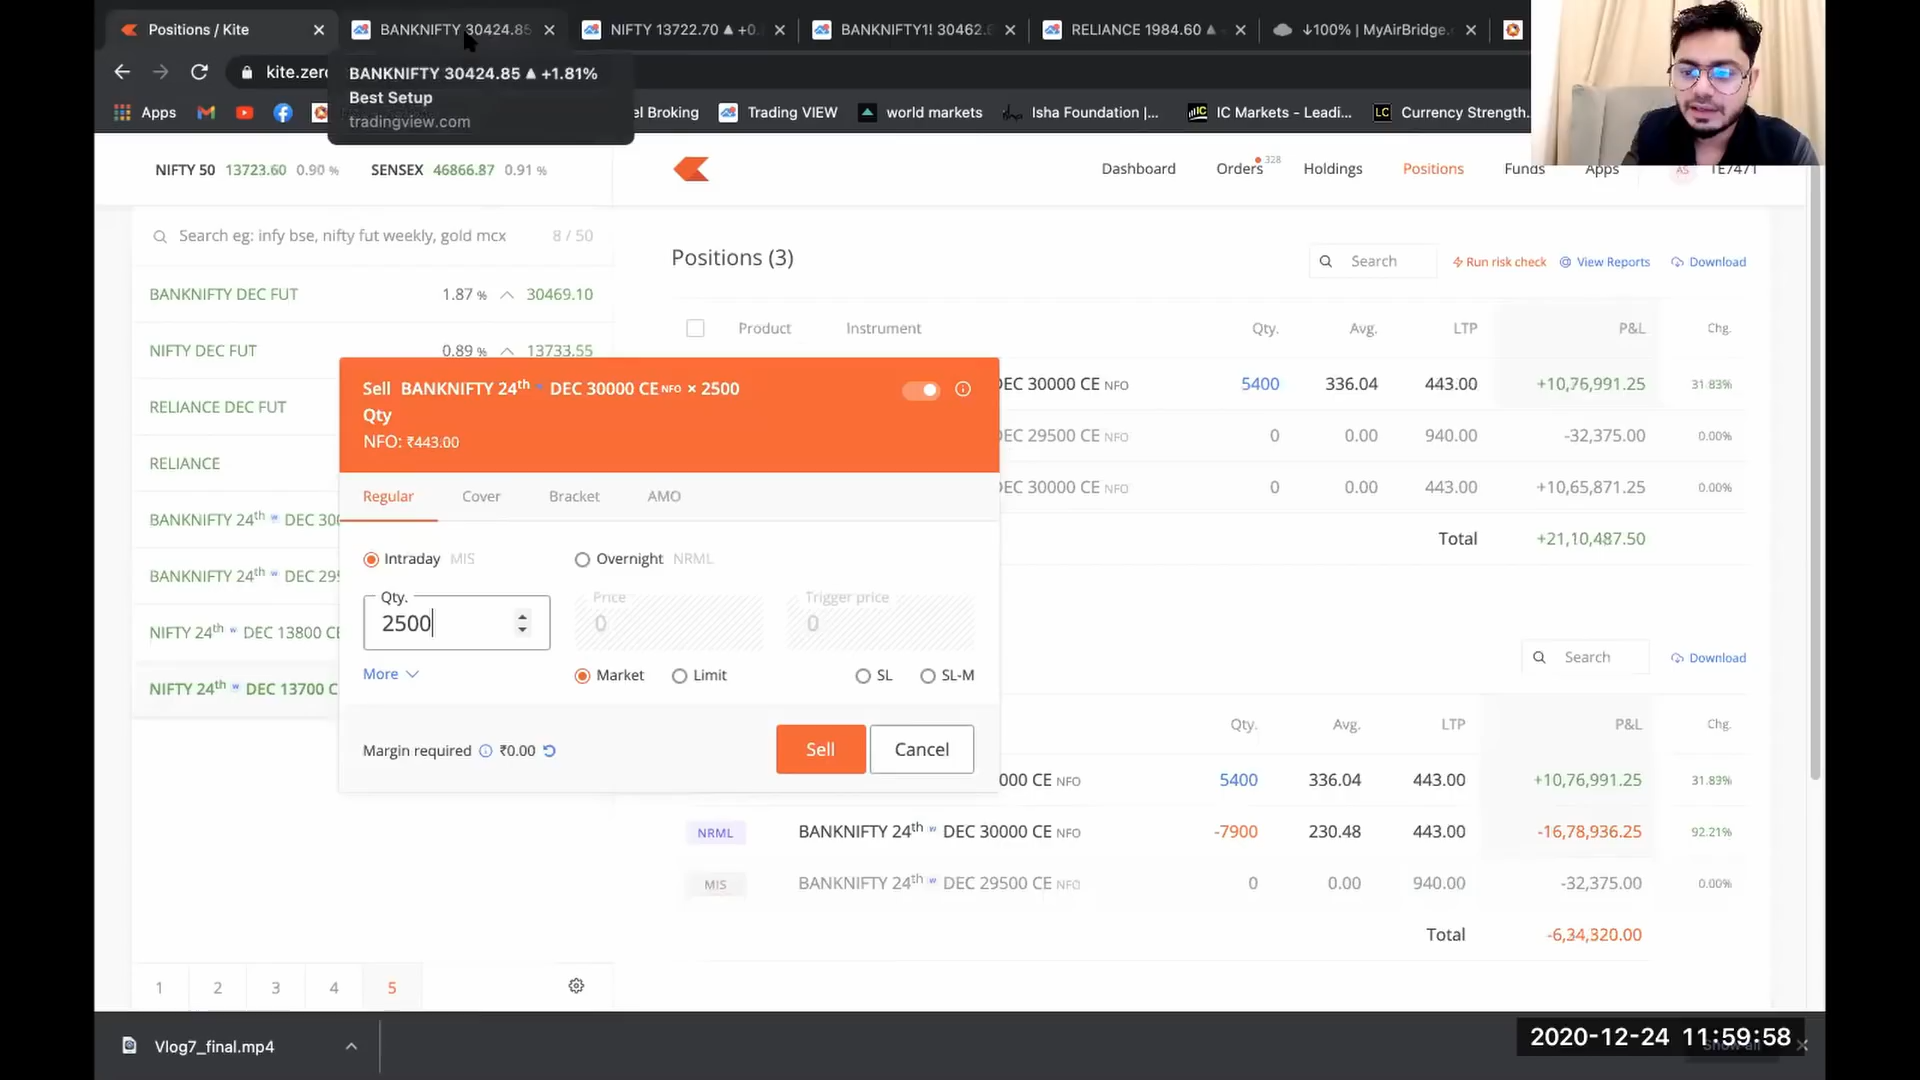 Positions / Kite
BANKNIFTY 30424.85
NIFTY 13722.70 ▲ +0.
BANKNIFTY1! 30462.
RELIANCE 1984.60 ▲
↓100% | MyAirBridge.
kite.zero
BANKNIFTY 30424.85 ▲ +1.81%
Best Setup
tradingview.com
Apps
el Broking
Trading VIEW
world markets
Isha Foundation |...
IC Markets - Leadi...
Currency Strength.
NIFTY 50 13723.60 0.90 %
SENSEX 46866.87 0.91 %
Dashboard
Orders 328
Holdings
Positions
Funds
Apps
AS
TE7471
Search eg: infy bse, nifty fut weekly, gold mcx 8 / 50
BANKNIFTY DEC FUT 1.87 % 30469.10
NIFTY DEC FUT 0.89 % 13733.55
RELIANCE DEC FUT
RELIANCE
BANKNIFTY 24th w DEC 300
BANKNIFTY 24th w DEC 295
NIFTY 24th w DEC 13800 CE
NIFTY 24th w DEC 13700 C
1 2 3 4 5
Sell BANKNIFTY 24th w DEC 30000 CE NFO × 2500
Qty
NFO: ₹443.00
Regular Cover Bracket AMO
Intraday MIS
Overnight NRML
Qty.
2500
Price
0
Trigger price
0
More
Market
Limit
SL
SL-M
Margin required ₹0.00
Sell
Cancel
Positions (3)
Search
Run risk check
View Reports
Download
Product Instrument Qty. Avg. LTP P&L Chg.
DEC 30000 CE NFO 5400 336.04 443.00 +10,76,991.25 31.83%
DEC 29500 CE NFO 0 0.00 940.00 -32,375.00 0.00%
DEC 30000 CE NFO 0 0.00 443.00 +10,65,871.25 0.00%
Total +21,10,487.50
Search
Download
Qty. Avg. LTP P&L Chg.
000 CE NFO 5400 336.04 443.00 +10,76,991.25 31.83%
NRML BANKNIFTY 24th w DEC 30000 CE NFO -7900 230.48 443.00 -16,78,936.25 92.21%
MIS BANKNIFTY 24th w DEC 29500 CE NFO 0 0.00 940.00 -32,375.00 0.00%
Total -6,34,320.00
Vlog7_final.mp4
2020-12-24 11:59:58
Show all